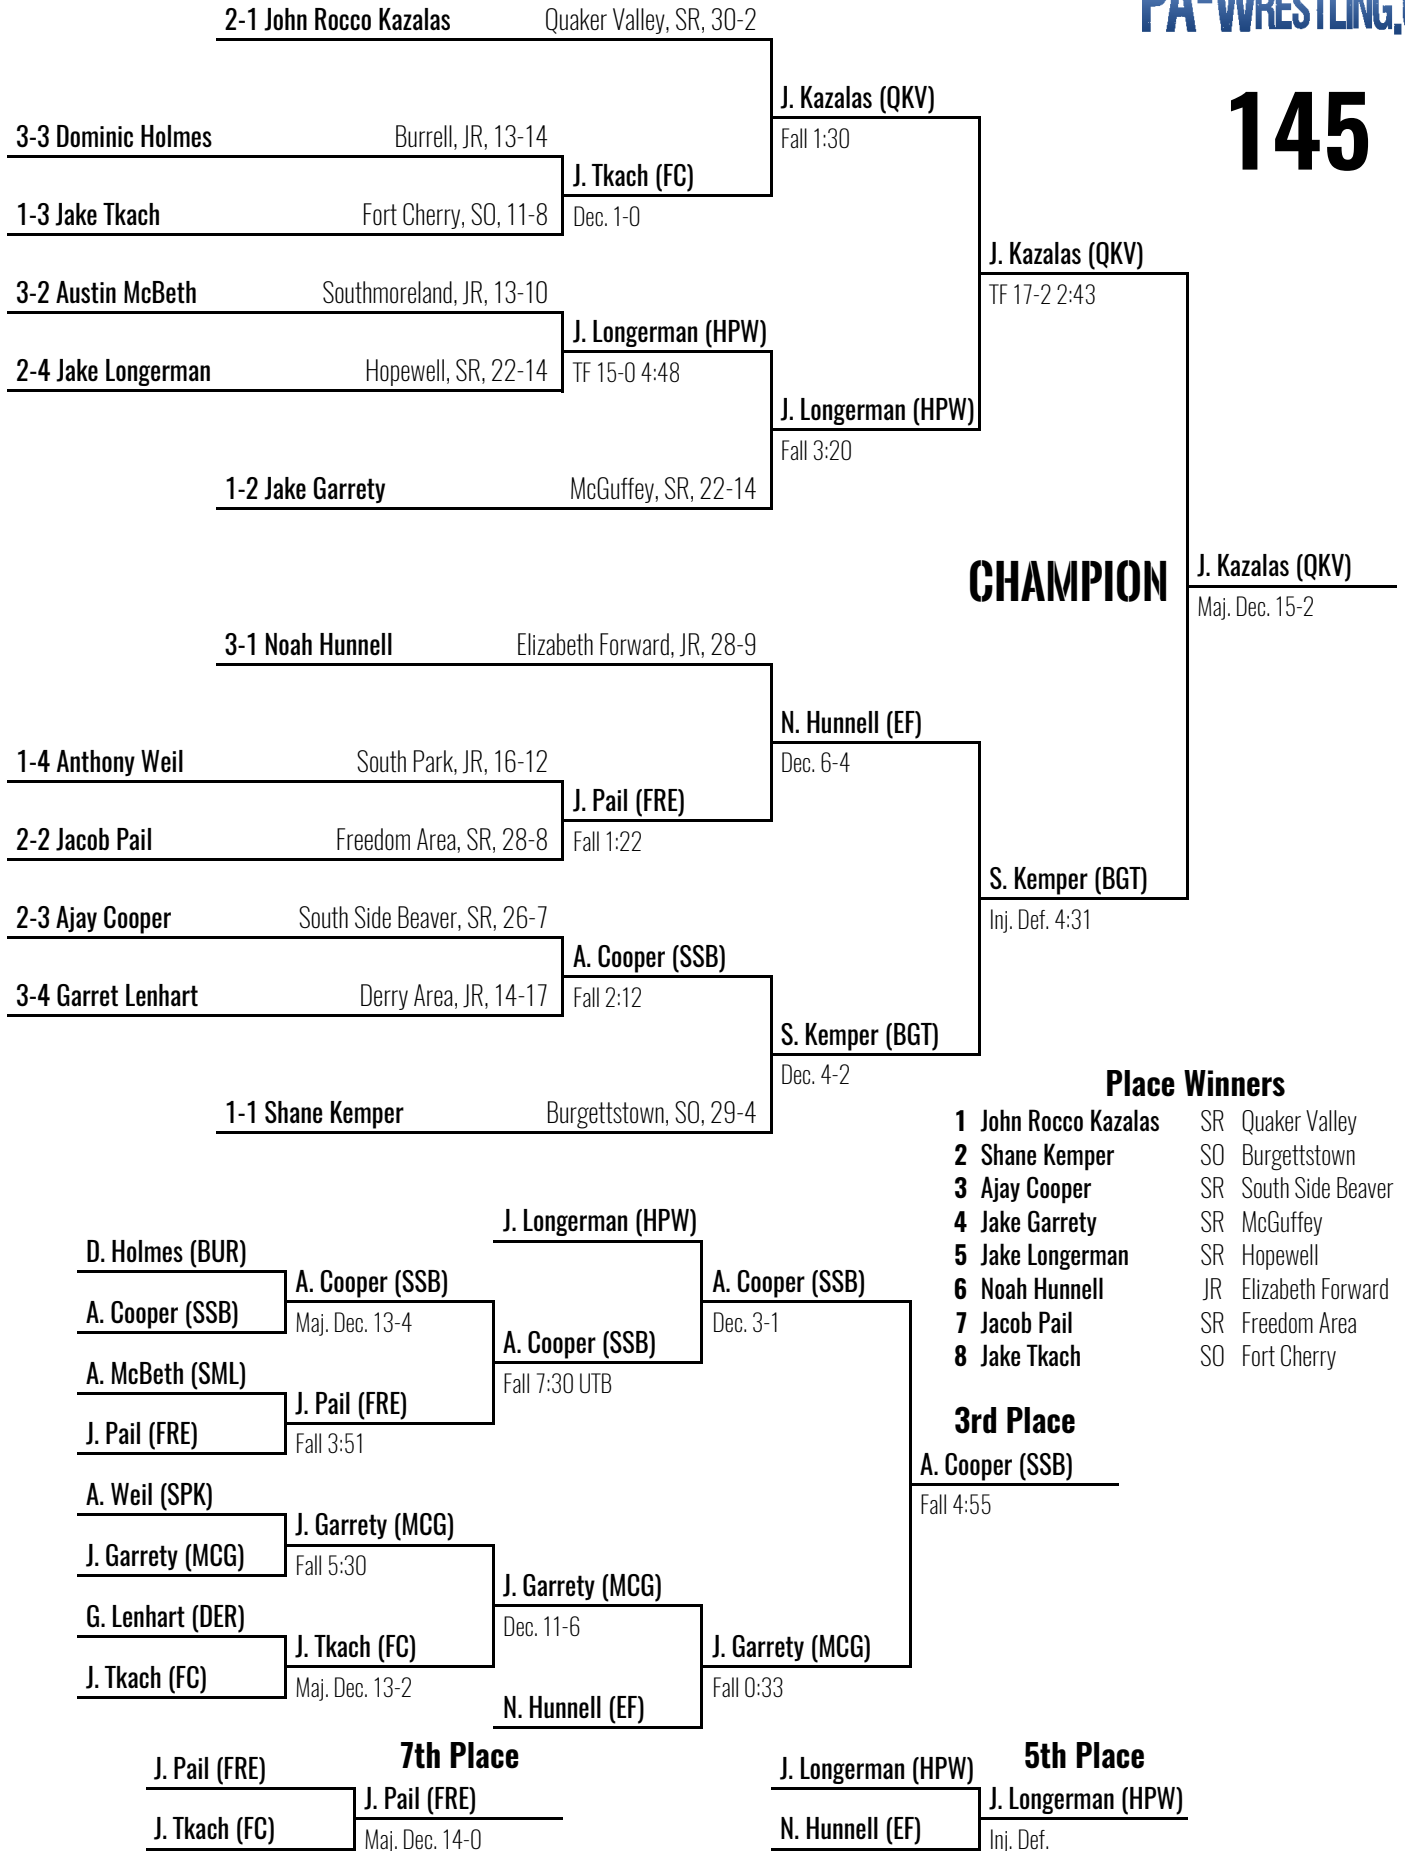 PA-WRESTLING.
145
2-1 John Rocco Kazalas Quaker Valley, SR, 30-2
J. Kazalas (QKV)
Fall 1:30
3-3 Dominic Holmes Burrell, JR, 13-14
J. Tkach (FC)
Dec. 1-0
1-3 Jake Tkach Fort Cherry, SO, 11-8
J. Kazalas (QKV)
TF 17-2 2:43
3-2 Austin McBeth Southmoreland, JR, 13-10
J. Longerman (HPW)
TF 15-0 4:48
2-4 Jake Longerman Hopewell, SR, 22-14
J. Longerman (HPW)
Fall 3:20
1-2 Jake Garrety McGuffey, SR, 22-14
CHAMPION
J. Kazalas (QKV)
Maj. Dec. 15-2
3-1 Noah Hunnell Elizabeth Forward, JR, 28-9
N. Hunnell (EF)
Dec. 6-4
1-4 Anthony Weil South Park, JR, 16-12
J. Pail (FRE)
Fall 1:22
2-2 Jacob Pail Freedom Area, SR, 28-8
S. Kemper (BGT)
Inj. Def. 4:31
2-3 Ajay Cooper South Side Beaver, SR, 26-7
A. Cooper (SSB)
Fall 2:12
3-4 Garret Lenhart Derry Area, JR, 14-17
S. Kemper (BGT)
Dec. 4-2
1-1 Shane Kemper Burgettstown, SO, 29-4
Place Winners
1 John Rocco Kazalas SR Quaker Valley
2 Shane Kemper SO Burgettstown
3 Ajay Cooper SR South Side Beaver
4 Jake Garrety SR McGuffey
5 Jake Longerman SR Hopewell
6 Noah Hunnell JR Elizabeth Forward
7 Jacob Pail SR Freedom Area
8 Jake Tkach SO Fort Cherry
J. Longerman (HPW)
D. Holmes (BUR)
A. Cooper (SSB)
Maj. Dec. 13-4
A. Cooper (SSB)
A. Cooper (SSB)
Dec. 3-1
A. Cooper (SSB)
Fall 7:30 UTB
A. McBeth (SML)
J. Pail (FRE)
Fall 3:51
J. Pail (FRE)
3rd Place
A. Cooper (SSB)
Fall 4:55
A. Weil (SPK)
J. Garrety (MCG)
Fall 5:30
J. Garrety (MCG)
J. Garrety (MCG)
Dec. 11-6
G. Lenhart (DER)
J. Tkach (FC)
Maj. Dec. 13-2
J. Tkach (FC)
J. Garrety (MCG)
Fall 0:33
N. Hunnell (EF)
7th Place
J. Pail (FRE)
J. Pail (FRE)
J. Tkach (FC)
Maj. Dec. 14-0
5th Place
J. Longerman (HPW)
J. Longerman (HPW)
N. Hunnell (EF)
Inj. Def.